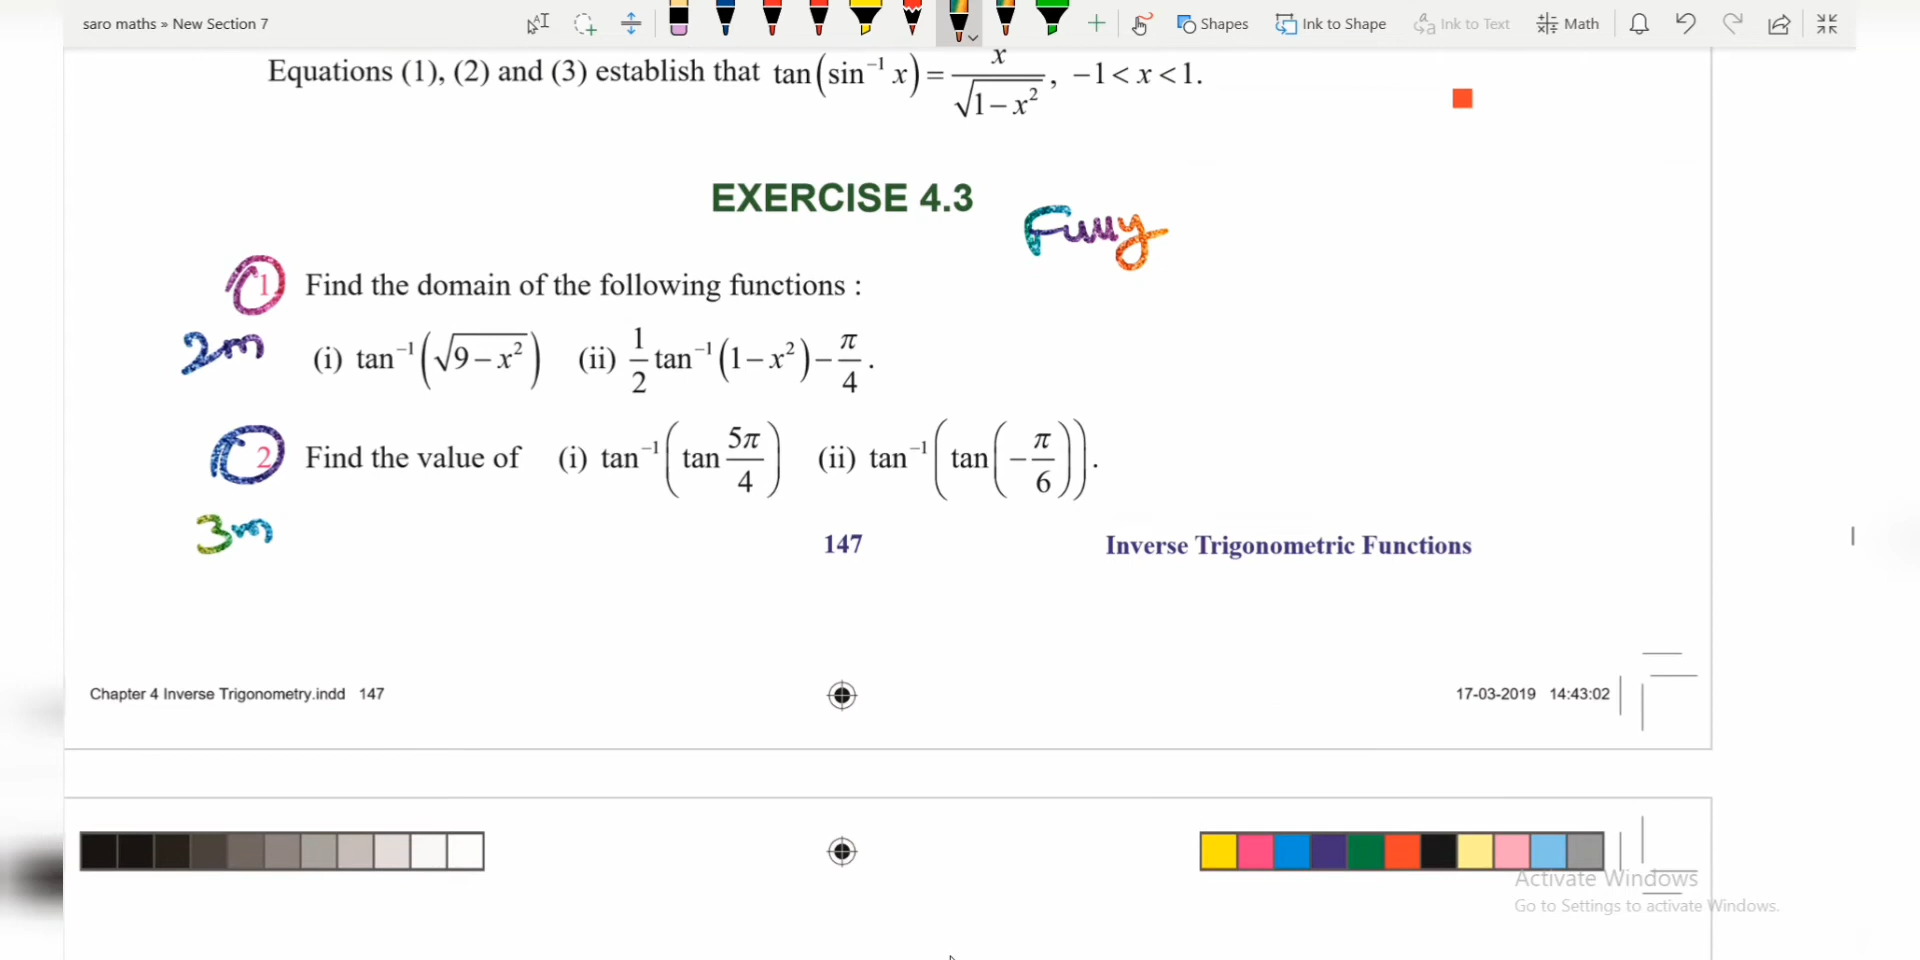 saro maths » New Section 7
Shapes Ink to Shape Ink to Text Math
Equations (1), (2) and (3) establish that tan(sin⁻¹ x) = x/√(1−x²), −1 < x < 1.
EXERCISE 4.3
Fully
1 Find the domain of the following functions :
2m (i) tan⁻¹(√(9−x²)) (ii) 1/2 tan⁻¹(1−x²) − π/4.
2 Find the value of (i) tan⁻¹(tan 5π/4) (ii) tan⁻¹(tan(−π/6)).
3m
147 Inverse Trigonometric Functions
Chapter 4 Inverse Trigonometry.indd 147 17-03-2019 14:43:02
Activate Windows
Go to Settings to activate Windows.